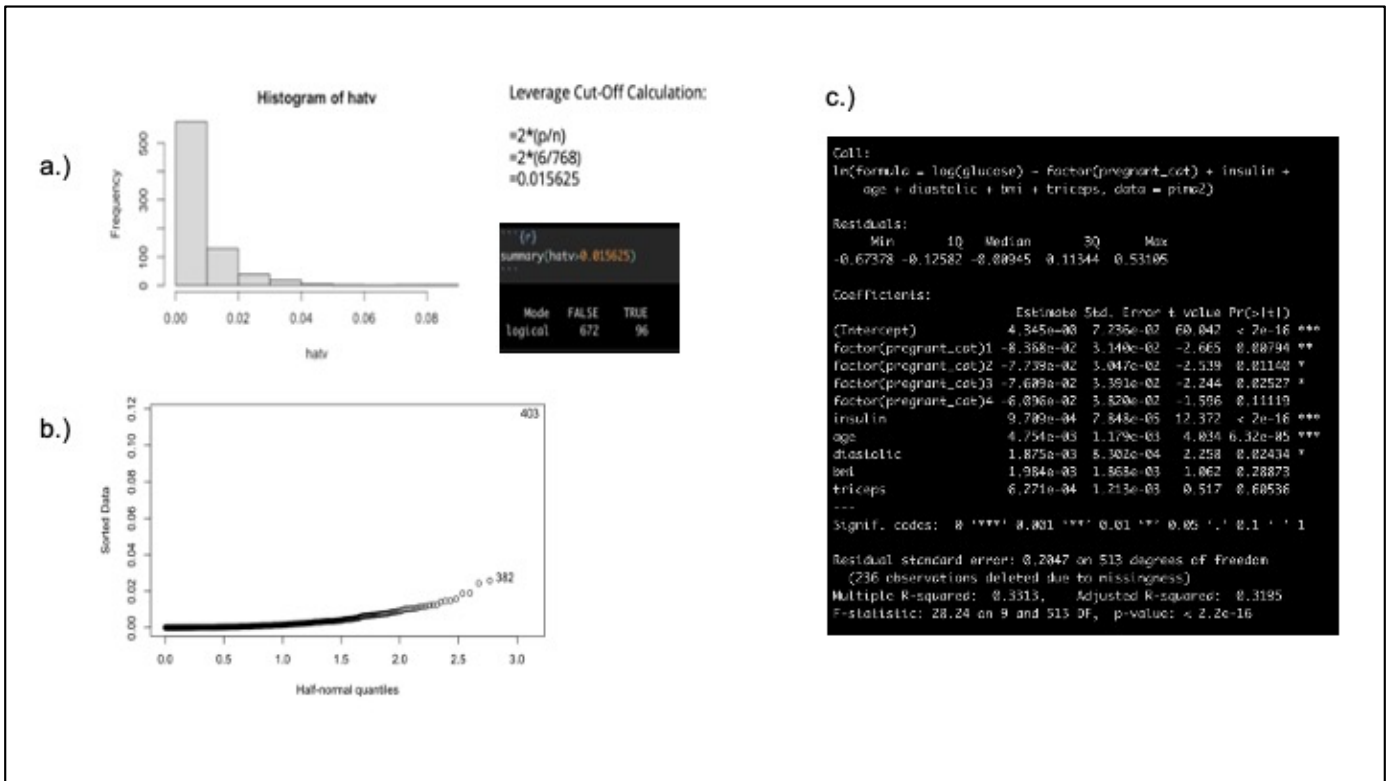 a.)
Histogram of hatv
Frequency
0 100 300 500
0.00 0.02 0.04 0.06 0.08
hatv
Leverage Cut-Off Calculation:
=2*(p/n)
=2*(6/768)
=0.015625
```{r}
summary(hatv>0.015625)
```
Mode FALSE TRUE
logical 672 96
b.)
Sorted Data
0.00 0.02 0.04 0.06 0.08 0.10 0.12
403
382
0.0 0.5 1.0 1.5 2.0 2.5 3.0
Half-normal quantiles
c.)
Call:
lm(formula = log(glucose) ~ factor(pregnant_cat) + insulin +
age + diastolic + bmi + triceps, data = pima2)
Residuals:
Min 1Q Median 3Q Max
-0.67378 -0.12582 -0.00945 0.11344 0.53105
Coefficients:
Estimate Std. Error t value Pr(>|t|)
(Intercept) 4.345e+00 7.236e-02 60.042 < 2e-16 ***
factor(pregnant_cat)1 -8.368e-02 3.140e-02 -2.665 0.00794 **
factor(pregnant_cat)2 -7.739e-02 3.047e-02 -2.539 0.01140 *
factor(pregnant_cat)3 -7.609e-02 3.391e-02 -2.244 0.02527 *
factor(pregnant_cat)4 -6.096e-02 3.820e-02 -1.596 0.11119
insulin 9.709e-04 7.848e-05 12.372 < 2e-16 ***
age 4.754e-03 1.179e-03 4.034 6.32e-05 ***
diastolic 1.875e-03 8.302e-04 2.258 0.02434 *
bmi 1.984e-03 1.868e-03 1.062 0.28873
triceps 6.271e-04 1.213e-03 0.517 0.60536
---
Signif. codes: 0 '***' 0.001 '**' 0.01 '*' 0.05 '.' 0.1 ' ' 1
Residual standard error: 0.2047 on 513 degrees of freedom
(236 observations deleted due to missingness)
Multiple R-squared: 0.3313, Adjusted R-squared: 0.3195
F-statistic: 28.24 on 9 and 513 DF, p-value: < 2.2e-16